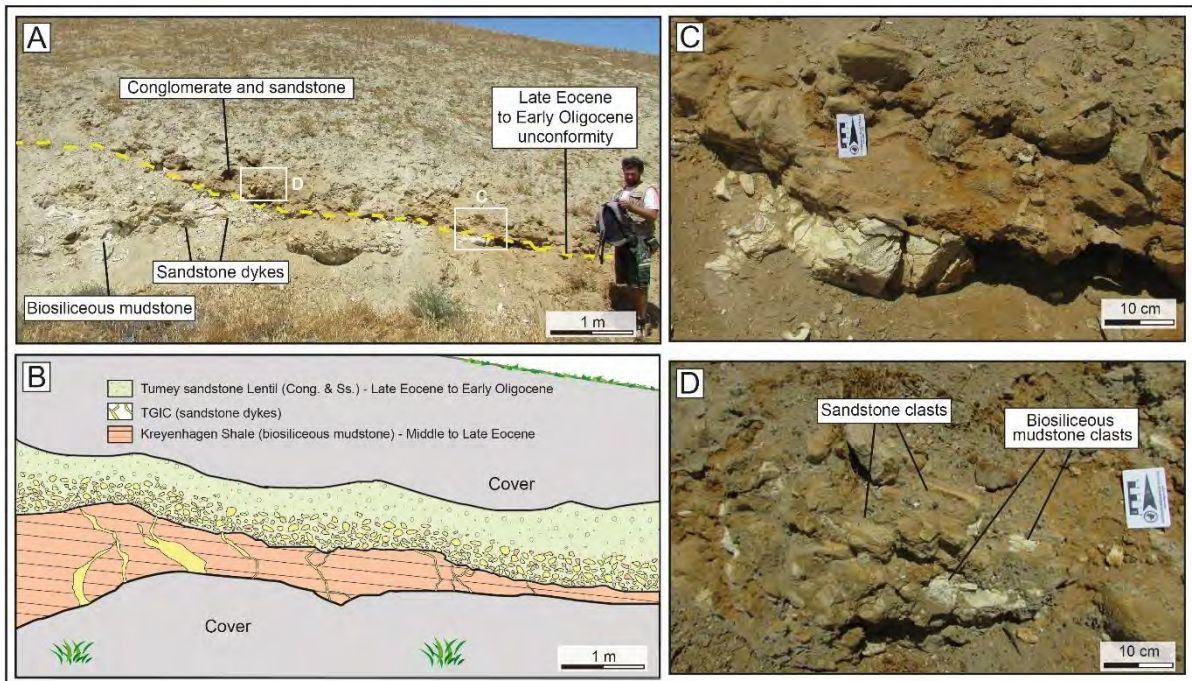 A
Conglomerate and sandstone
Late Eocene
to Early Oligocene
unconformity
D
C
Sandstone dykes
Biosiliceous mudstone
1 m
B
Tumey sandstone Lentil (Cong. & Ss.) - Late Eocene to Early Oligocene
TGIC (sandstone dykes)
Kreyenhagen Shale (biosiliceous mudstone) - Middle to Late Eocene
Cover
Cover
1 m
C
10 cm
D
Sandstone clasts
Biosiliceous
mudstone clasts
10 cm